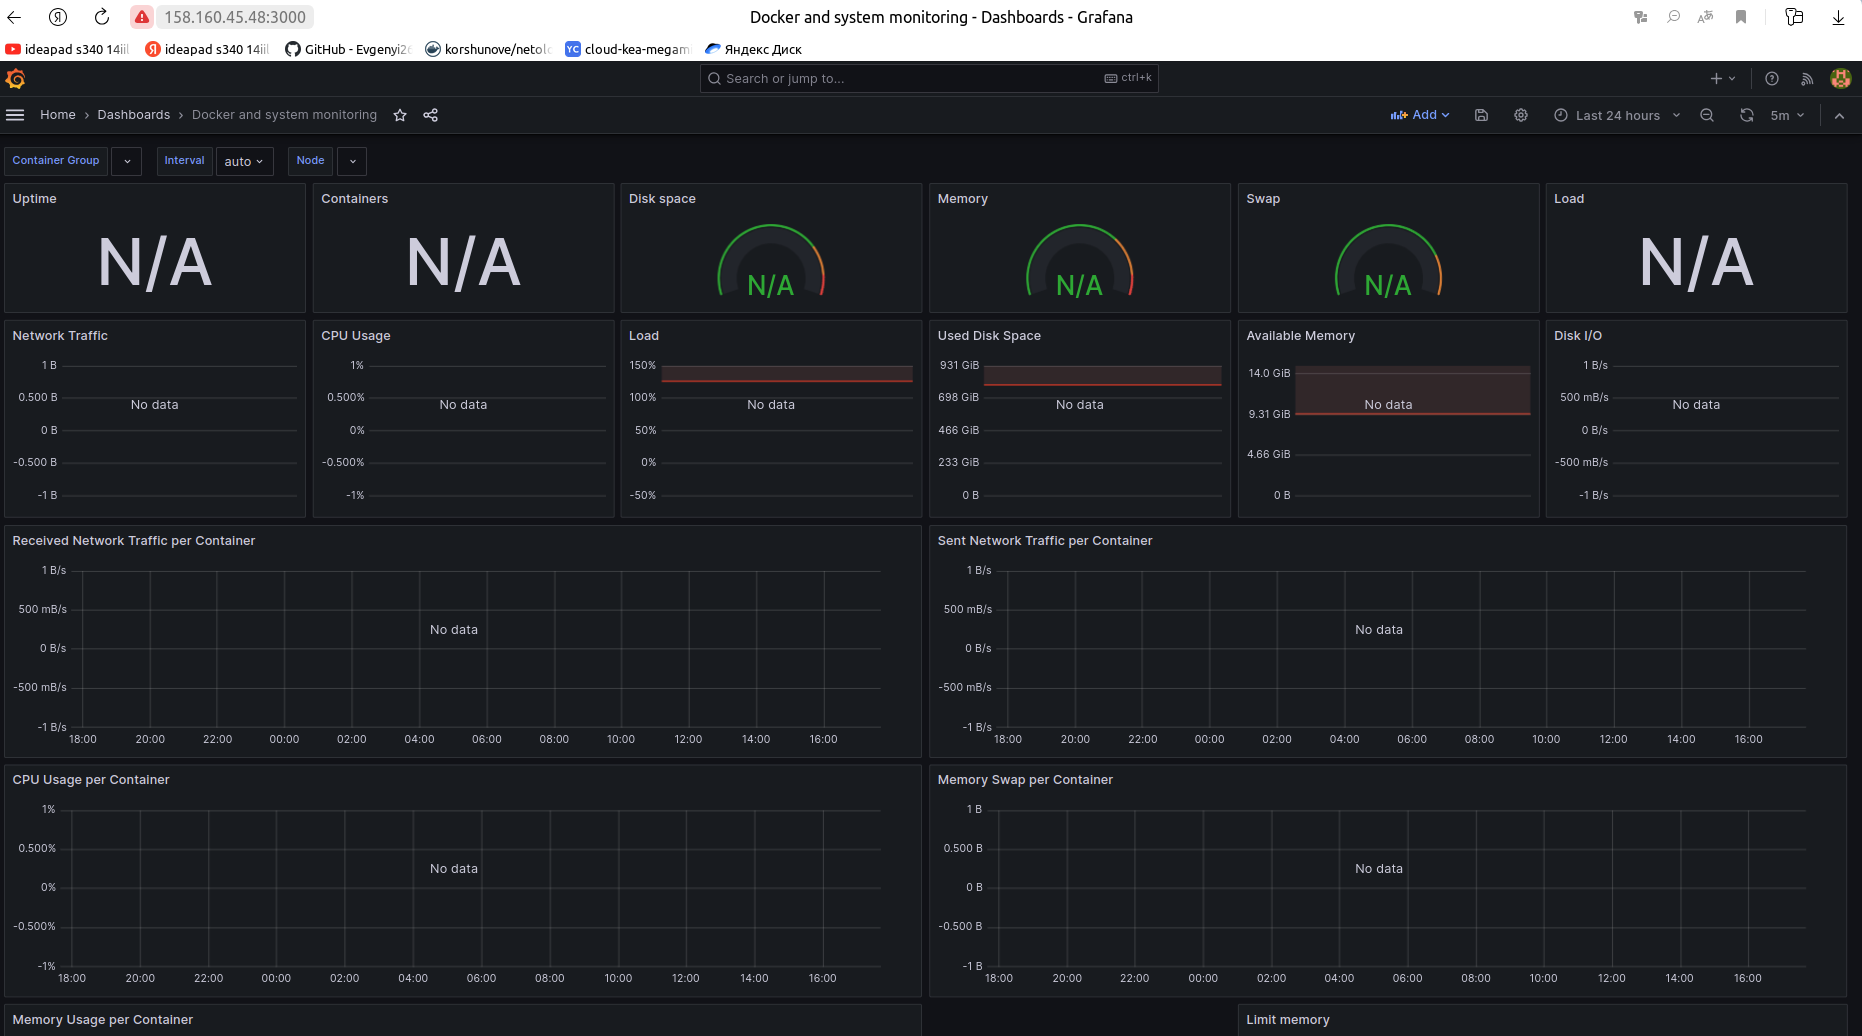 158.160.45.48:3000
Docker and system monitoring - Dashboards - Grafana
ideapad s340 14iil
ideapad s340 14iil
GitHub - Evgenyi26
korshunove/netolo
YC cloud-kea-megami
Яндекс Диск
Search or jump to...
ctrl+k
Home › Dashboards › Docker and system monitoring
Add
Last 24 hours
5m
Container Group
Interval
auto
Node
Uptime
N/A
Containers
N/A
Disk space
N/A
Memory
N/A
Swap
N/A
Load
N/A
Network Traffic
1 B
0.500 B
0 B
-0.500 B
-1 B
No data
CPU Usage
1%
0.500%
0%
-0.500%
-1%
No data
Load
150%
100%
50%
0%
-50%
No data
Used Disk Space
931 GiB
698 GiB
466 GiB
233 GiB
0 B
No data
Available Memory
14.0 GiB
9.31 GiB
4.66 GiB
0 B
No data
Disk I/O
1 B/s
500 mB/s
0 B/s
-500 mB/s
-1 B/s
No data
Received Network Traffic per Container
1 B/s
500 mB/s
0 B/s
-500 mB/s
-1 B/s
No data
18:00 20:00 22:00 00:00 02:00 04:00 06:00 08:00 10:00 12:00 14:00 16:00
Sent Network Traffic per Container
1 B/s
500 mB/s
0 B/s
-500 mB/s
-1 B/s
No data
18:00 20:00 22:00 00:00 02:00 04:00 06:00 08:00 10:00 12:00 14:00 16:00
CPU Usage per Container
1%
0.500%
0%
-0.500%
-1%
No data
18:00 20:00 22:00 00:00 02:00 04:00 06:00 08:00 10:00 12:00 14:00 16:00
Memory Swap per Container
1 B
0.500 B
0 B
-0.500 B
-1 B
No data
18:00 20:00 22:00 00:00 02:00 04:00 06:00 08:00 10:00 12:00 14:00 16:00
Memory Usage per Container
Limit memory